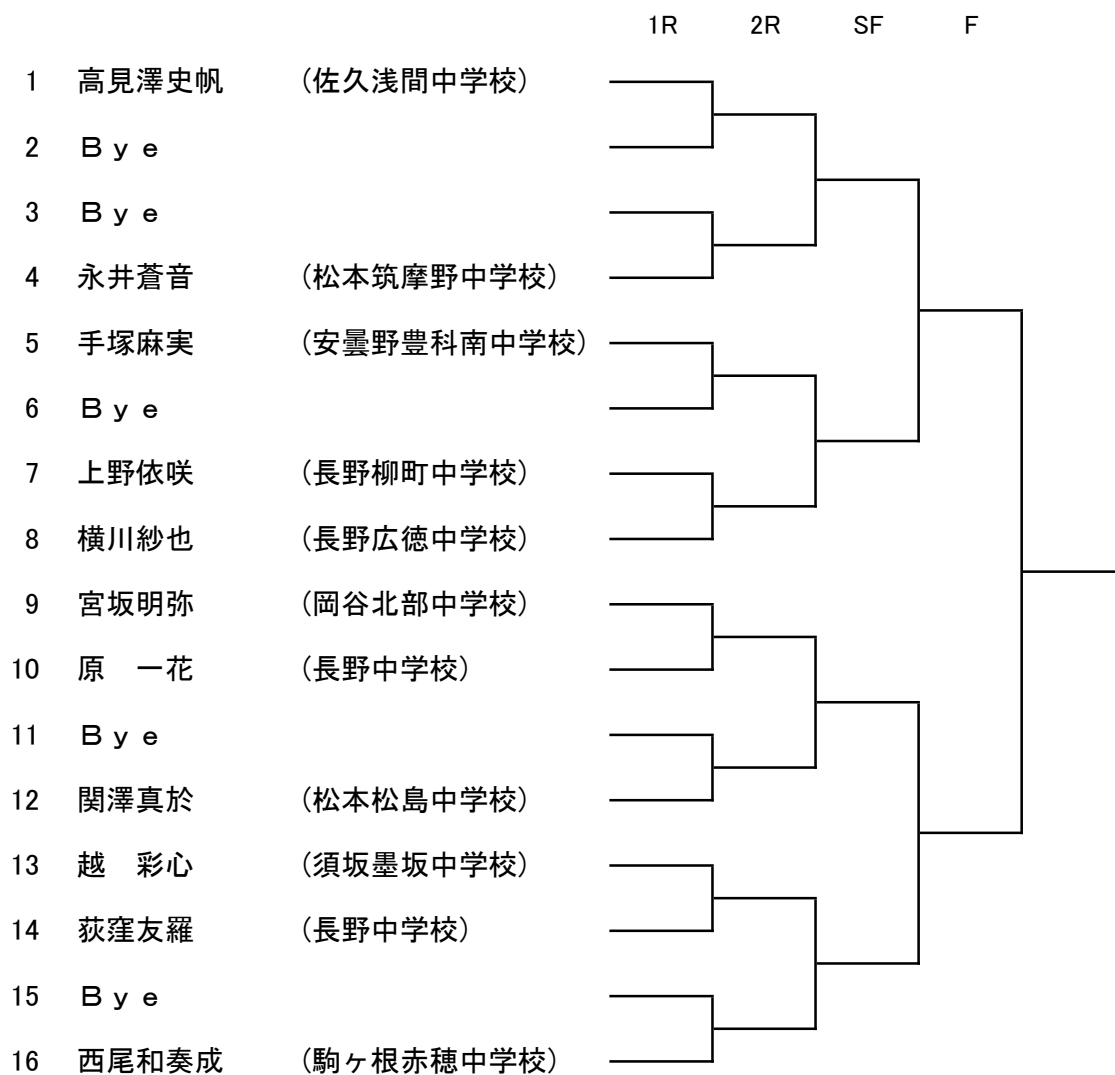 1R 2R SF F
1 高見澤史帆 (佐久浅間中学校)
2 Ｂｙｅ
3 Ｂｙｅ
4 永井蒼音 (松本筑摩野中学校)
5 手塚麻実 (安曇野豊科南中学校)
6 Ｂｙｅ
7 上野依咲 (長野柳町中学校)
8 横川紗也 (長野広徳中学校)
9 宮坂明弥 (岡谷北部中学校)
10 原　一花 (長野中学校)
11 Ｂｙｅ
12 関澤真於 (松本松島中学校)
13 越　彩心 (須坂墨坂中学校)
14 荻窪友羅 (長野中学校)
15 Ｂｙｅ
16 西尾和奏成 (駒ヶ根赤穂中学校)